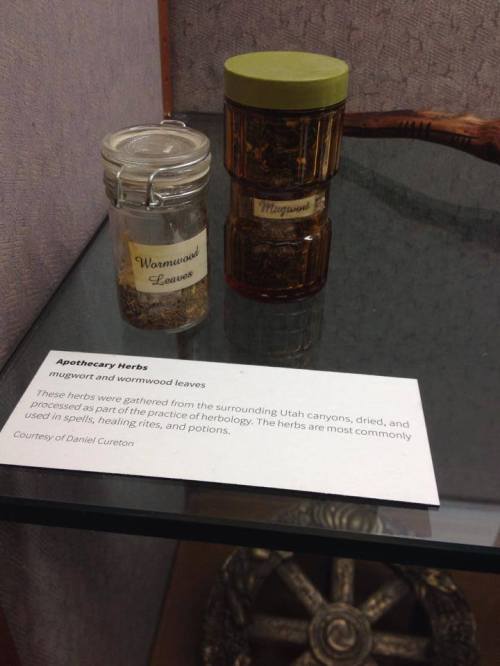 Wormwood
Leaves
Mugwort
Apothecary Herbs
mugwort and wormwood leaves
These herbs were gathered from the surrounding Utah canyons, dried, and
processed as part of the practice of herbology. The herbs are most commonly
used in spells, healing rites, and potions.
Courtesy of Daniel Cureton